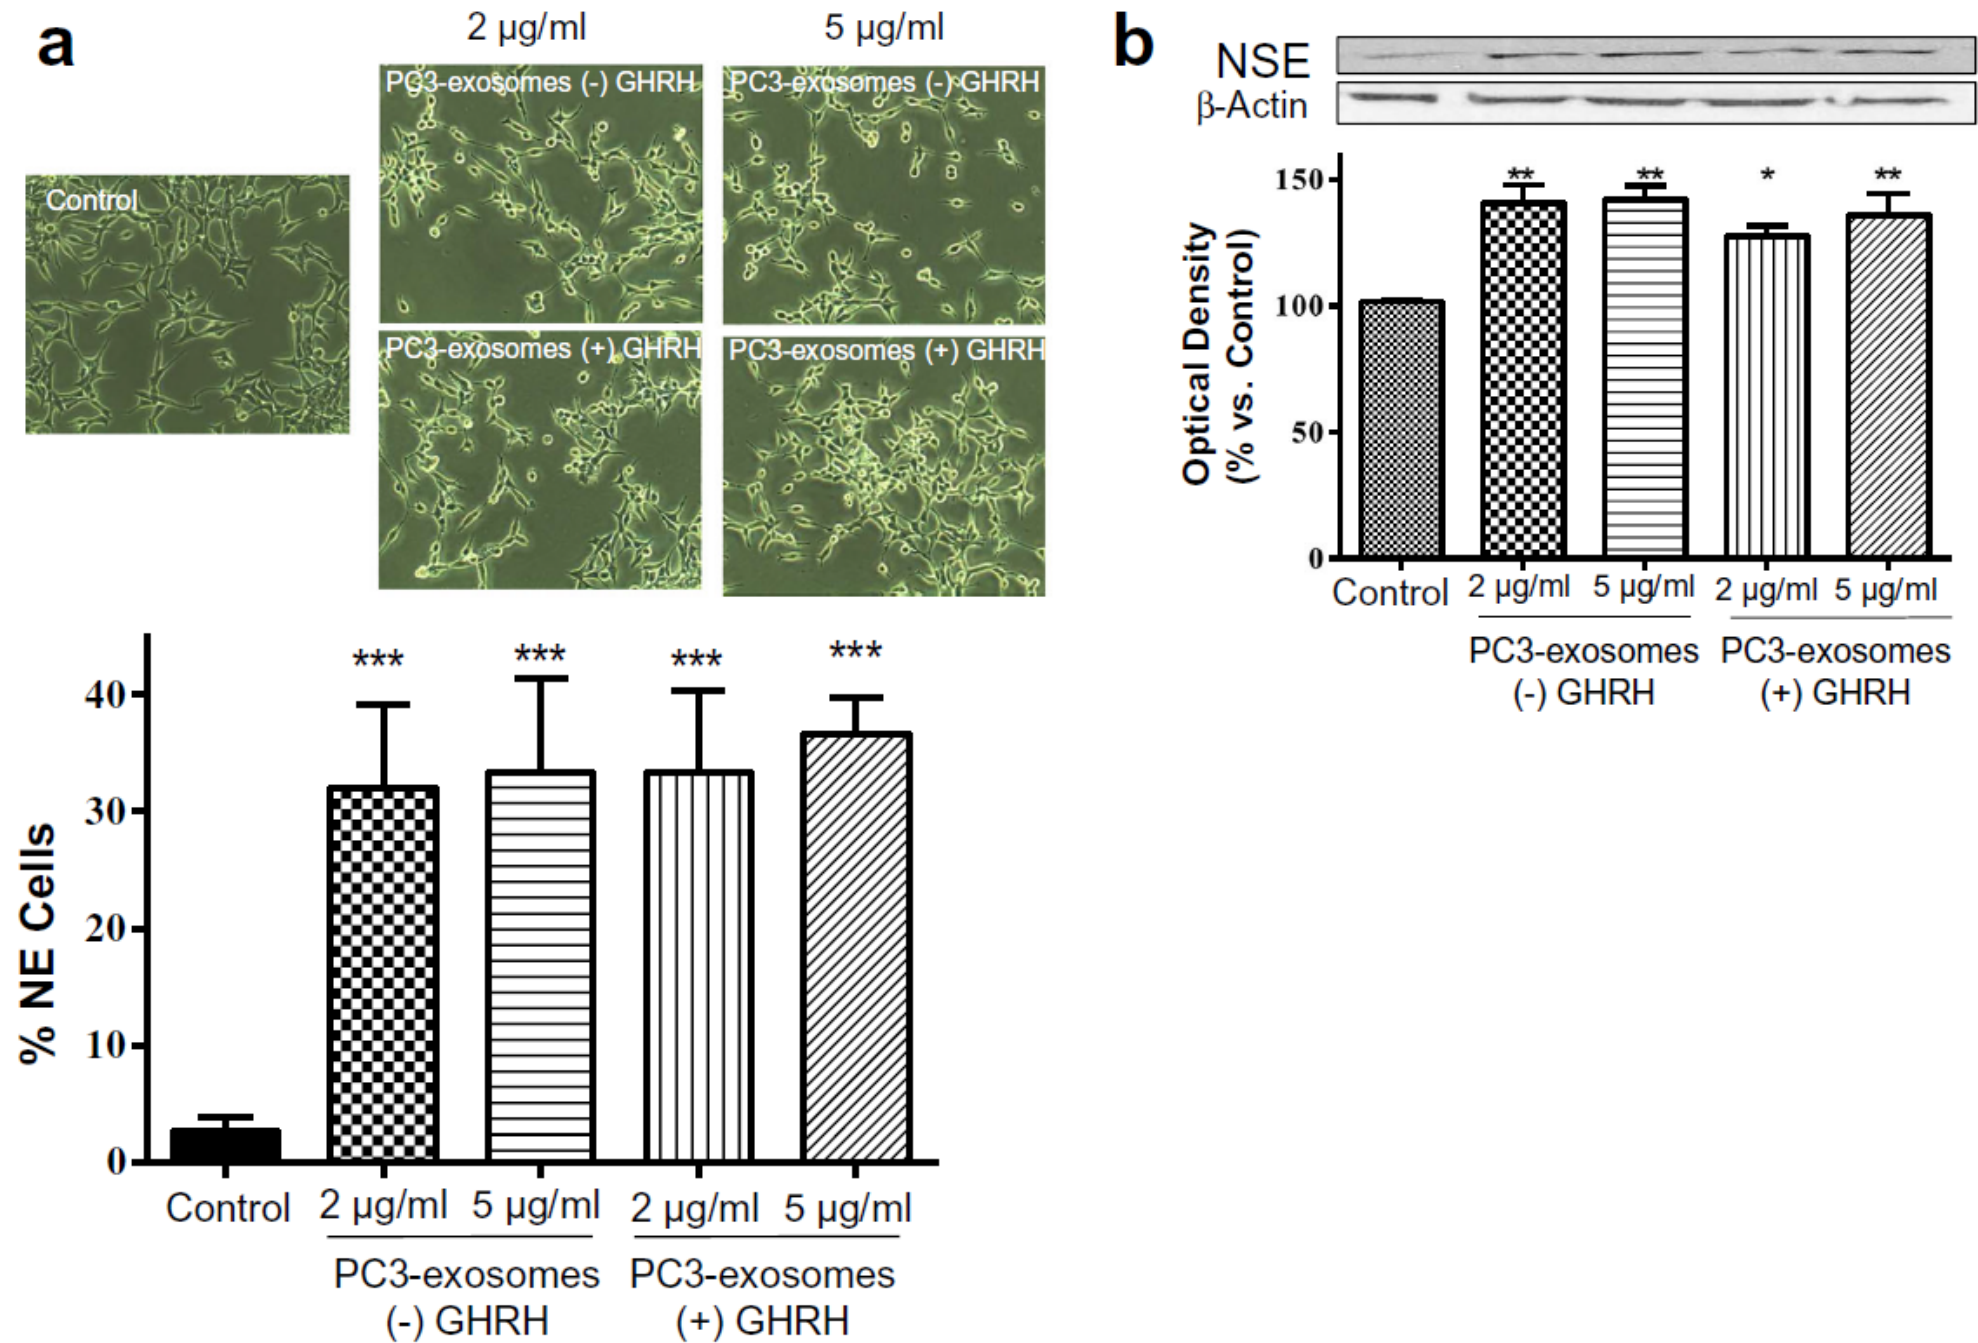 a
2 µg/ml
5 µg/ml
Control
PC3-exosomes (-) GHRH
PC3-exosomes (-) GHRH
PC3-exosomes (+) GHRH
PC3-exosomes (+) GHRH
% NE Cells
40
30
20
10
0
***
***
***
***
Control
2 µg/ml
5 µg/ml
2 µg/ml
5 µg/ml
PC3-exosomes
(-) GHRH
PC3-exosomes
(+) GHRH
b
NSE
β-Actin
Optical Density
(% vs. Control)
150
100
50
0
**
**
*
**
Control
2 µg/ml
5 µg/ml
2 µg/ml
5 µg/ml
PC3-exosomes
(-) GHRH
PC3-exosomes
(+) GHRH